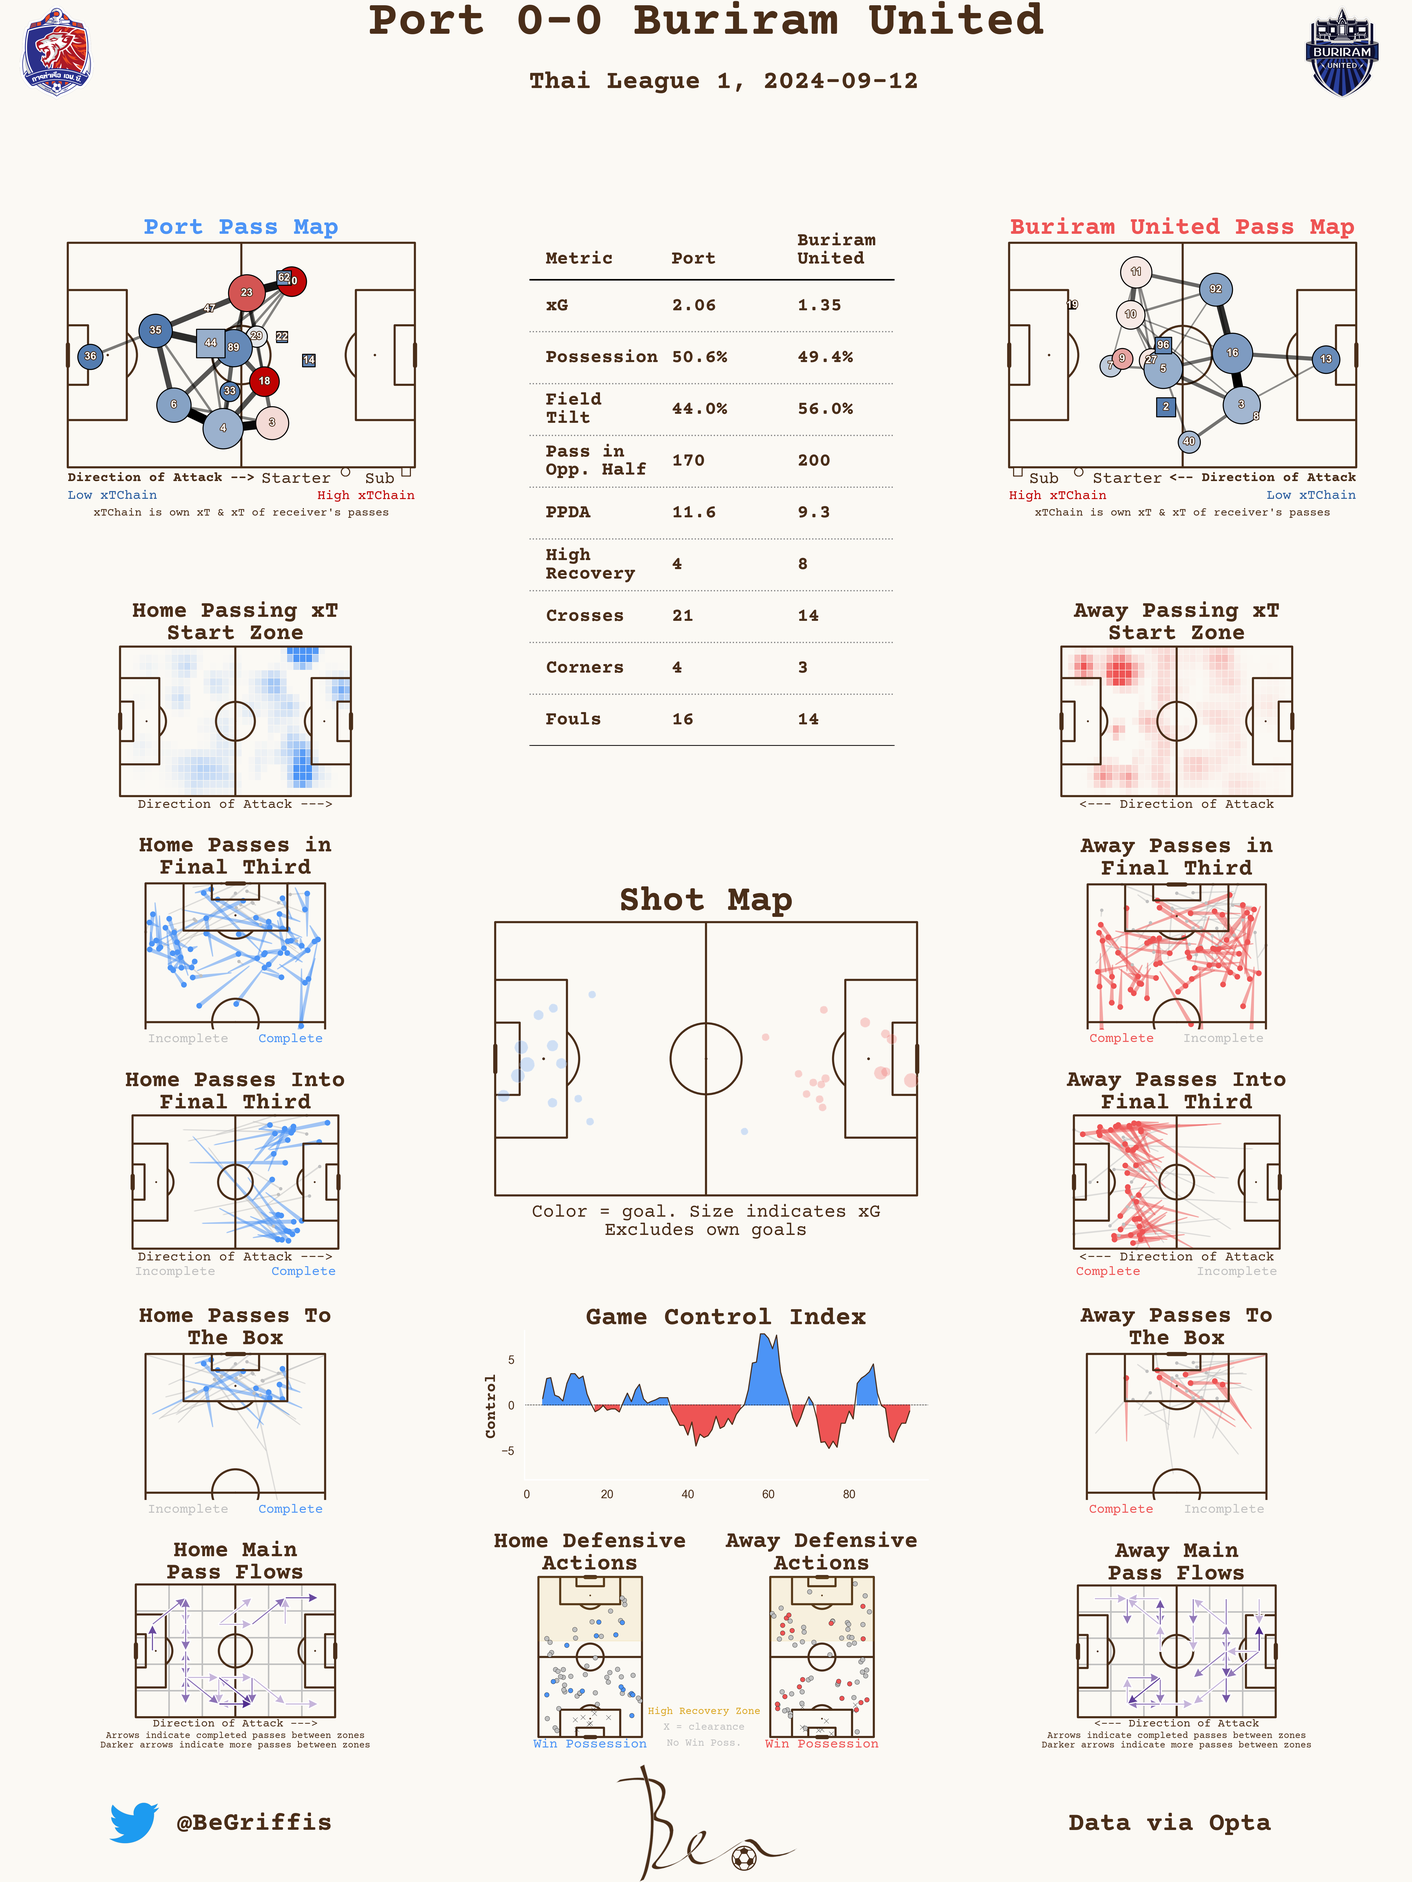 Port 0-0 Buriram United
Thai League 1, 2024-09-12
การท่าเรือ เอฟ.ซี.
BURIRAM
UNITED
Port Pass Map
36
35
6
4
44
89
33
23
47
62
29
22
14
18
3
Direction of Attack --> Starter Sub
Low xTChain High xTChain
xTChain is own xT & xT of receiver's passes
Metric Port Buriram United
xG 2.06 1.35
Possession 50.6% 49.4%
Field Tilt 44.0% 56.0%
Pass in Opp. Half 170 200
PPDA 11.6 9.3
High Recovery 4 8
Crosses 21 14
Corners 4 3
Fouls 16 14
Buriram United Pass Map
11
92
19
10
96
16
13
7
9
27
5
2
3
8
40
Sub Starter <-- Direction of Attack
High xTChain Low xTChain
xTChain is own xT & xT of receiver's passes
Home Passing xT
Start Zone
Direction of Attack --->
Away Passing xT
Start Zone
<--- Direction of Attack
Home Passes in
Final Third
Incomplete Complete
Away Passes in
Final Third
Complete Incomplete
Shot Map
Color = goal. Size indicates xG
Excludes own goals
Home Passes Into
Final Third
Direction of Attack --->
Incomplete Complete
Away Passes Into
Final Third
<--- Direction of Attack
Complete Incomplete
Home Passes To
The Box
Incomplete Complete
Game Control Index
Control
5
0
−5
0 20 40 60 80
Away Passes To
The Box
Complete Incomplete
Home Main
Pass Flows
Direction of Attack --->
Arrows indicate completed passes between zones
Darker arrows indicate more passes between zones
Home Defensive
Actions
Win Possession
High Recovery Zone
X = clearance
No Win Poss.
Away Defensive
Actions
Win Possession
Away Main
Pass Flows
<--- Direction of Attack
Arrows indicate completed passes between zones
Darker arrows indicate more passes between zones
@BeGriffis
Ben
Data via Opta